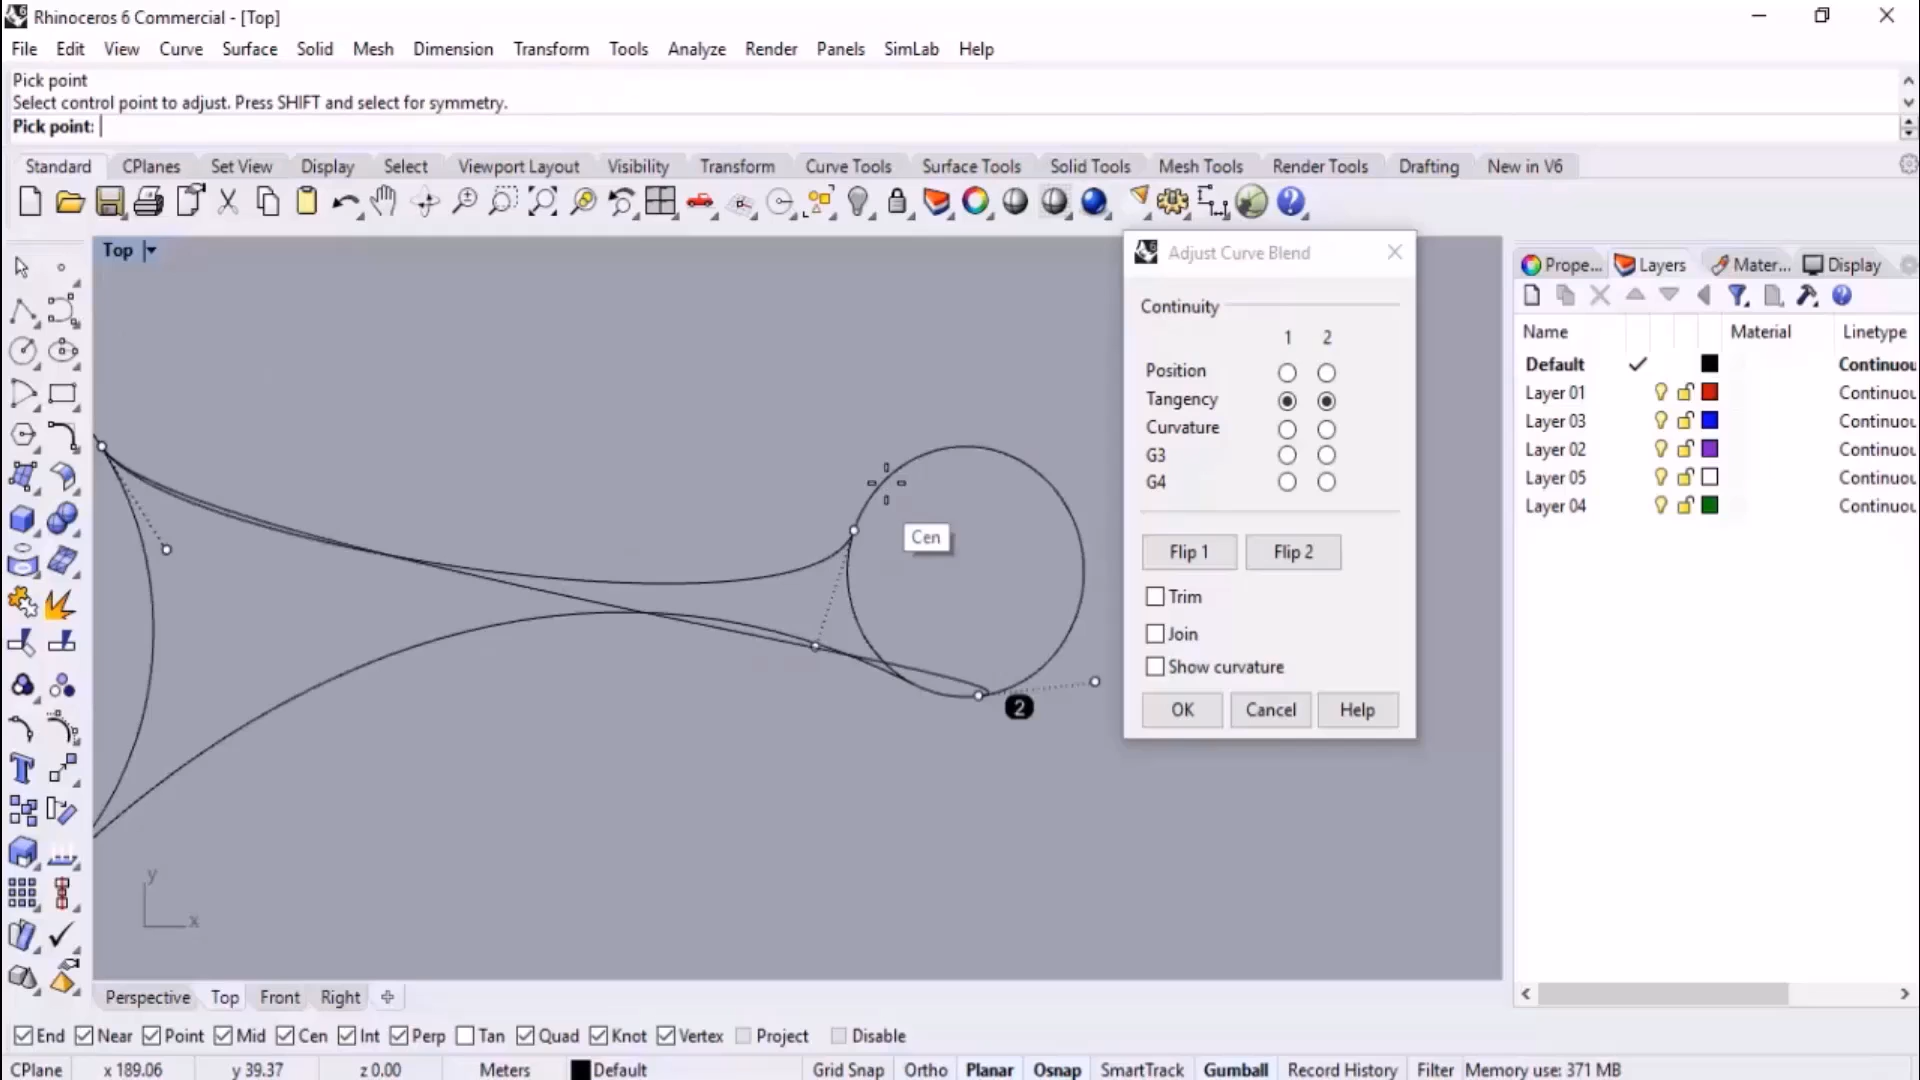 Rhinoceros 6 Commercial - [Top]
File Edit View Curve Surface Solid Mesh Dimension Transform Tools Analyze Render Panels SimLab Help
Pick point
Select control point to adjust. Press SHIFT and select for symmetry.
Pick point:
Standard CPlanes Set View Display Select Viewport Layout Visibility Transform Curve Tools Surface Tools Solid Tools Mesh Tools Render Tools Drafting New in V6
Top
Adjust Curve Blend
Continuity
1 2
Position
Tangency
Curvature
G3
G4
Flip 1 Flip 2
Trim
Join
Show curvature
OK Cancel Help
Cen
2
y
x
Prope... Layers Mater... Display
Name Material Linetype
Default Continuou
Layer 01 Continuou
Layer 03 Continuou
Layer 02 Continuou
Layer 05 Continuou
Layer 04 Continuou
Perspective Top Front Right
End Near Point Mid Cen Int Perp Tan Quad Knot Vertex Project Disable
CPlane x 189.06 y 39.37 z 0.00 Meters Default Grid Snap Ortho Planar Osnap SmartTrack Gumball Record History Filter Memory use: 371 MB